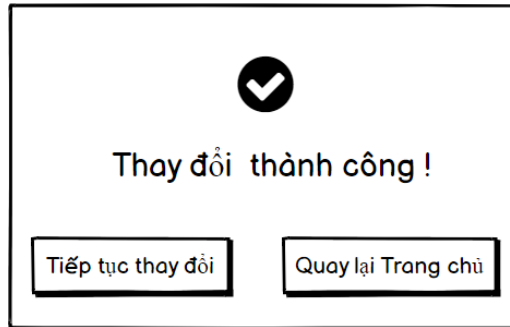 Thay đổi thành công !
Tiếp tục thay đổi
Quay lại Trang chủ